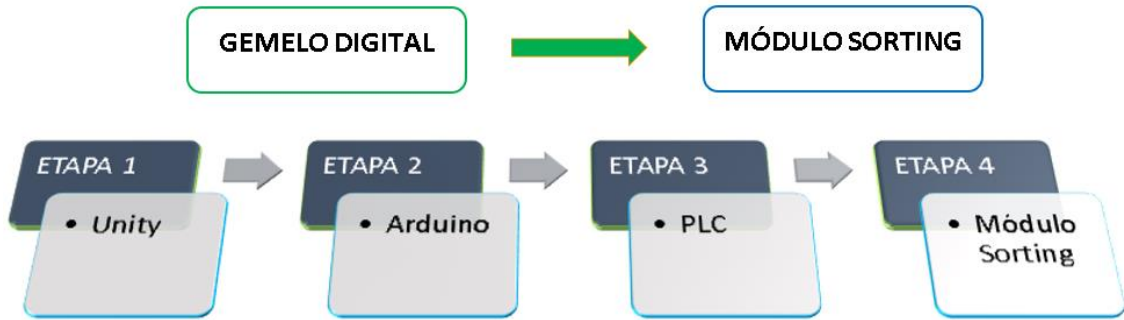 GEMELO DIGITAL
MÓDULO SORTING
ETAPA 1
ETAPA 2
ETAPA 3
ETAPA 4
• Unity
• Arduino
• PLC
• Módulo
Sorting